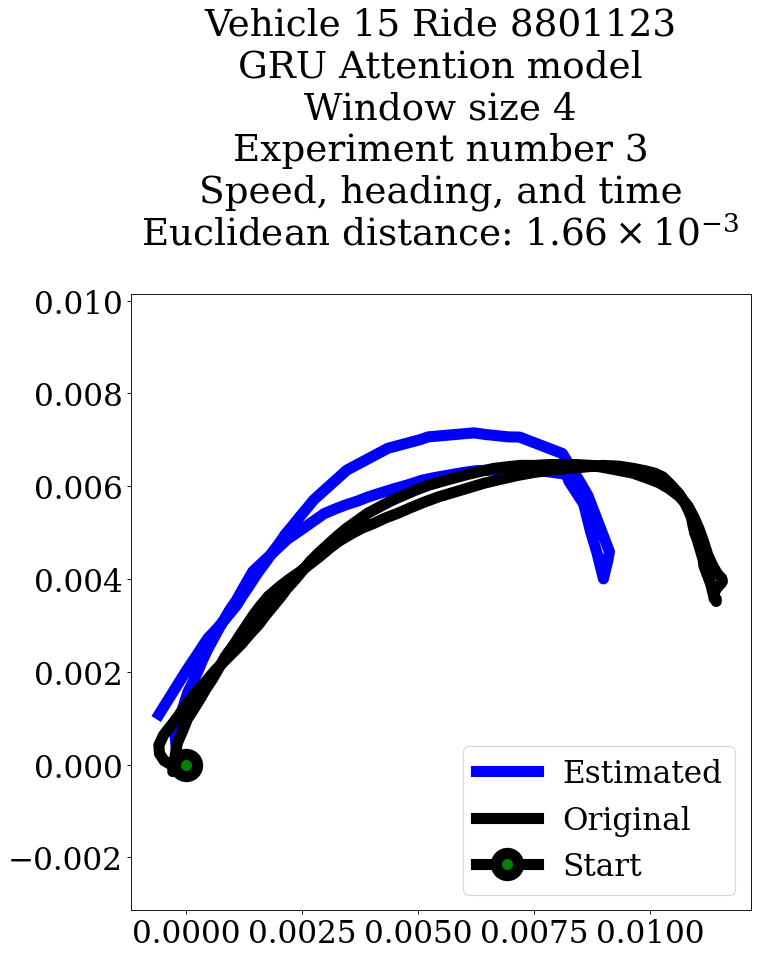 Vehicle 15 Ride 8801123
GRU Attention model
Window size 4
Experiment number 3
Speed, heading, and time
Euclidean distance: 1.66 × 10⁻³
0.010
0.008
0.006
0.004
0.002
0.000
−0.002
0.0000 0.0025 0.0050 0.0075 0.0100
Estimated
Original
Start